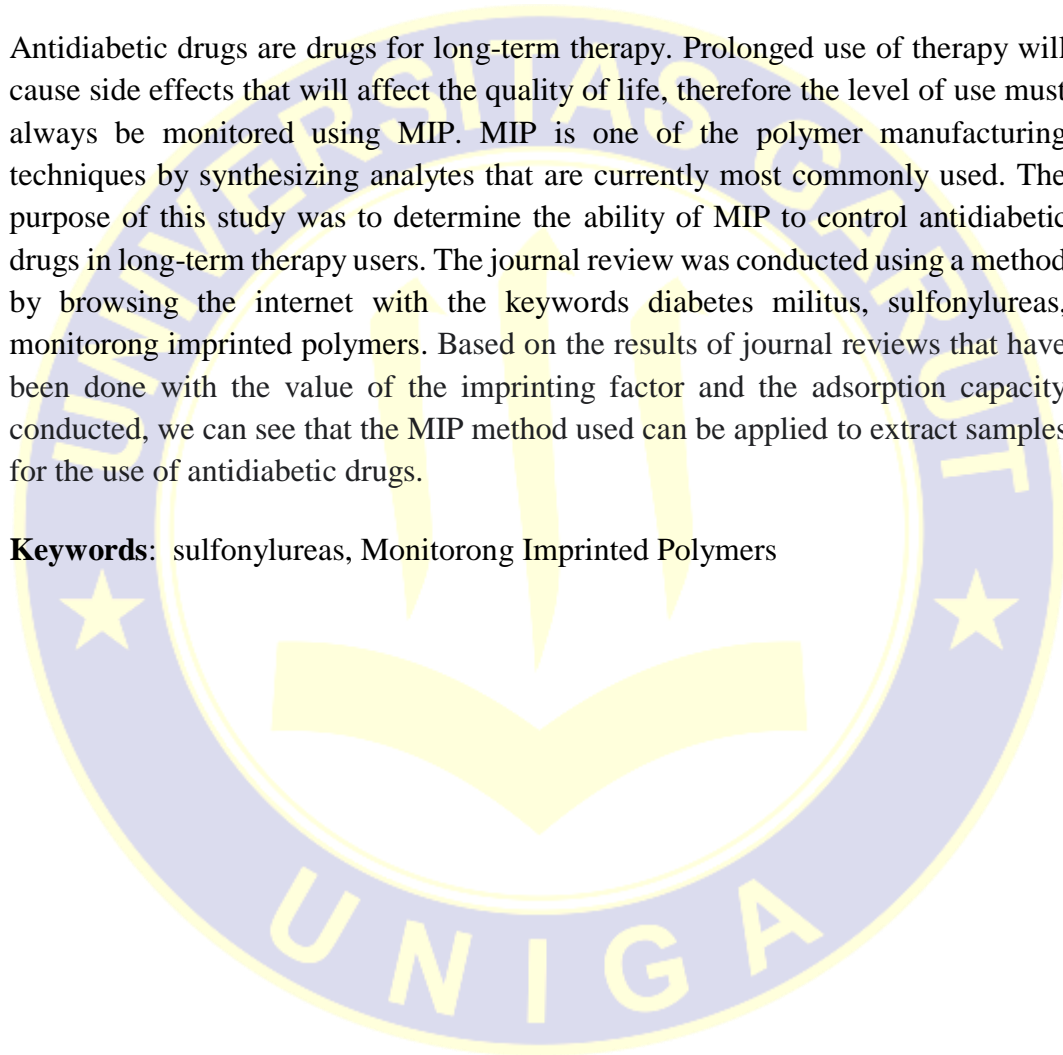 Antidiabetic drugs are drugs for long-term therapy. Prolonged use of therapy will
cause side effects that will affect the quality of life, therefore the level of use must
always be monitored using MIP. MIP is one of the polymer manufacturing
techniques by synthesizing analytes that are currently most commonly used. The
purpose of this study was to determine the ability of MIP to control antidiabetic
drugs in long-term therapy users. The journal review was conducted using a method
by browsing the internet with the keywords diabetes militus, sulfonylureas,
monitorong imprinted polymers. Based on the results of journal reviews that have
been done with the value of the imprinting factor and the adsorption capacity
conducted, we can see that the MIP method used can be applied to extract samples
for the use of antidiabetic drugs.
Keywords: sulfonylureas, Monitorong Imprinted Polymers
UNIVERSITAS GARUT
UNIGA